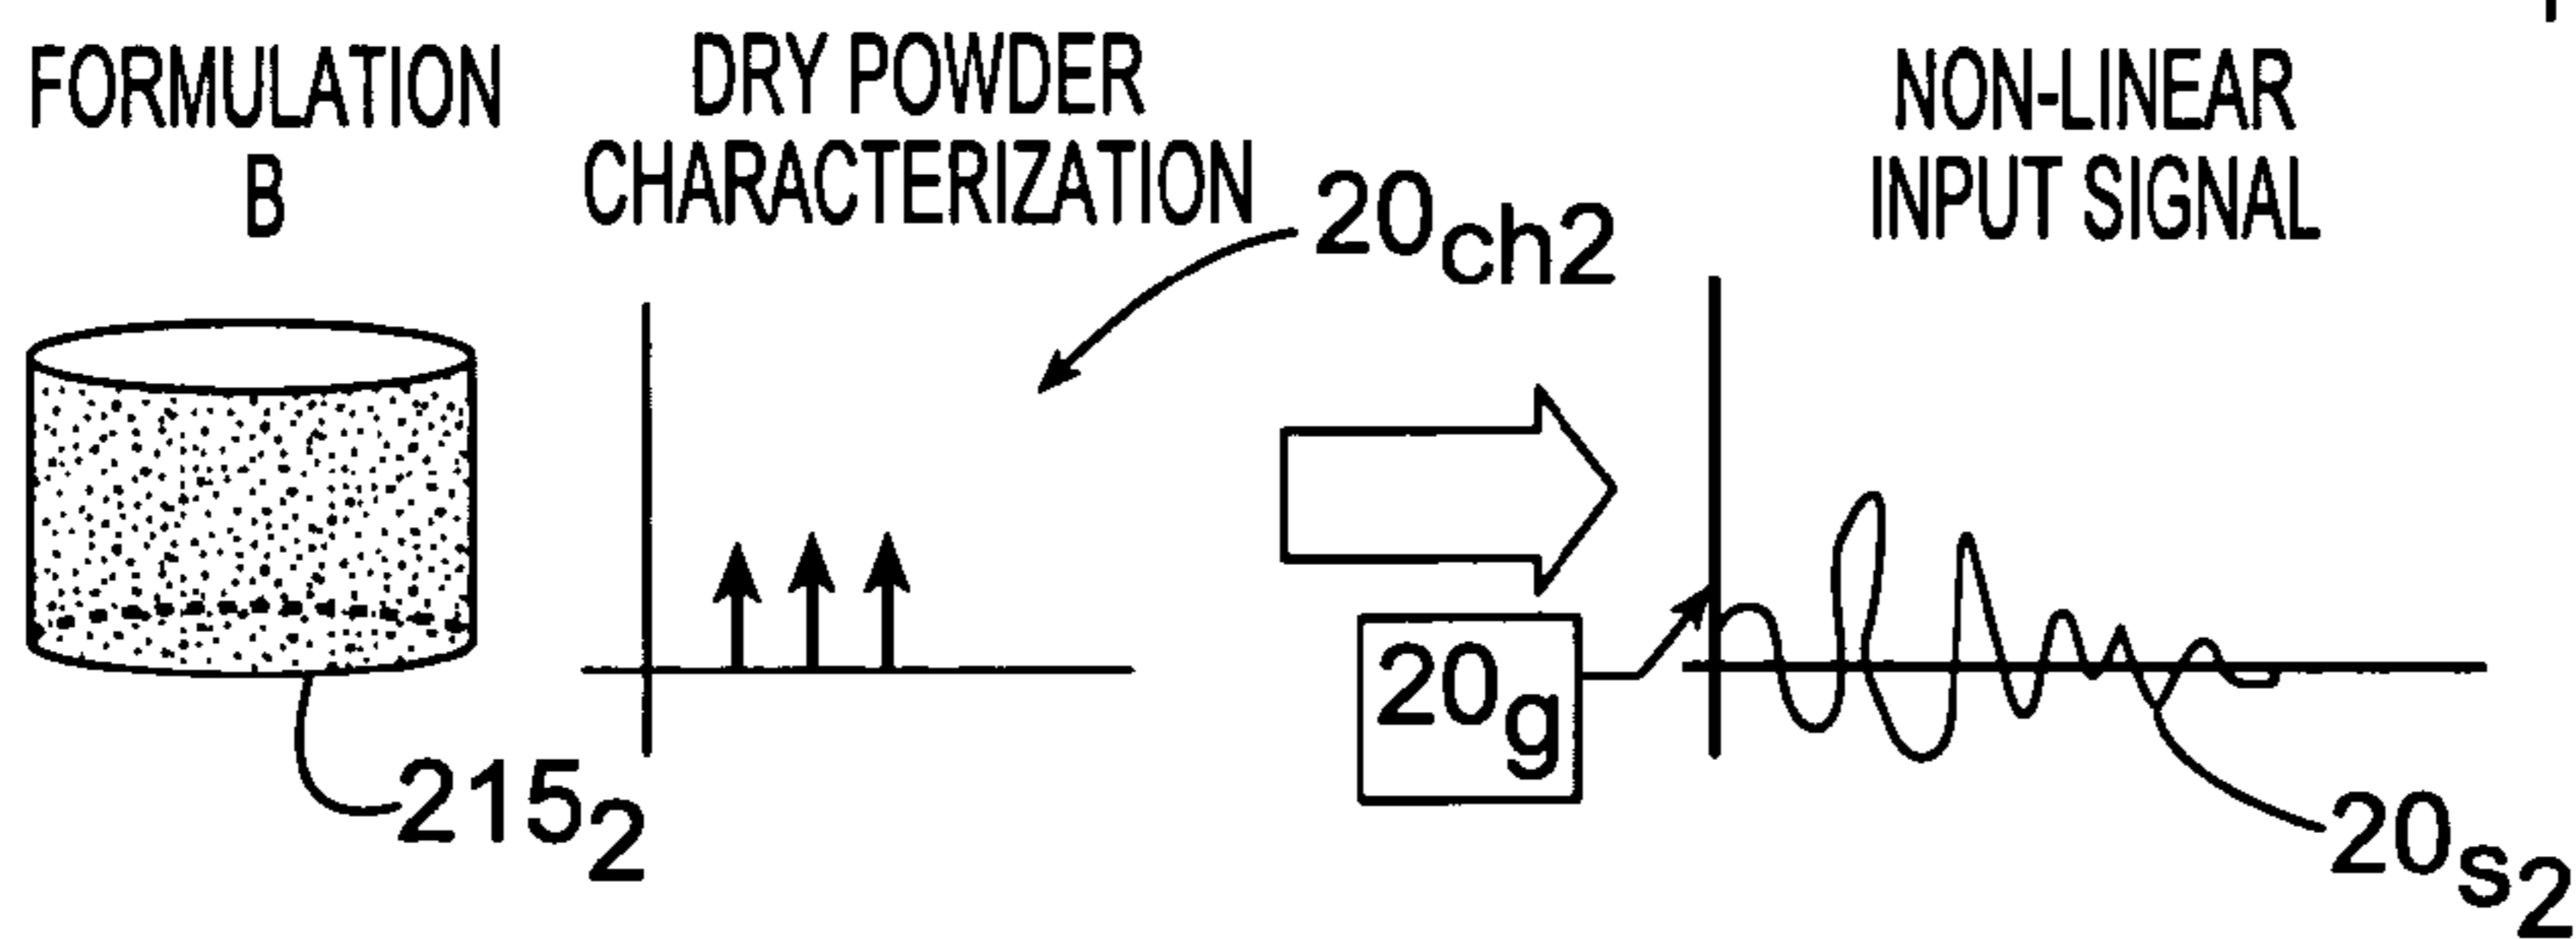 FORMULATION
B
DRY POWDER
CHARACTERIZATION
NON-LINEAR
INPUT SIGNAL
20ch2
20g
2152
20s2